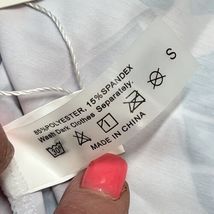 S
85%POLYESTER, 15%SPANDEX
Wash Dark Clothes Separately.
MADE IN CHINA